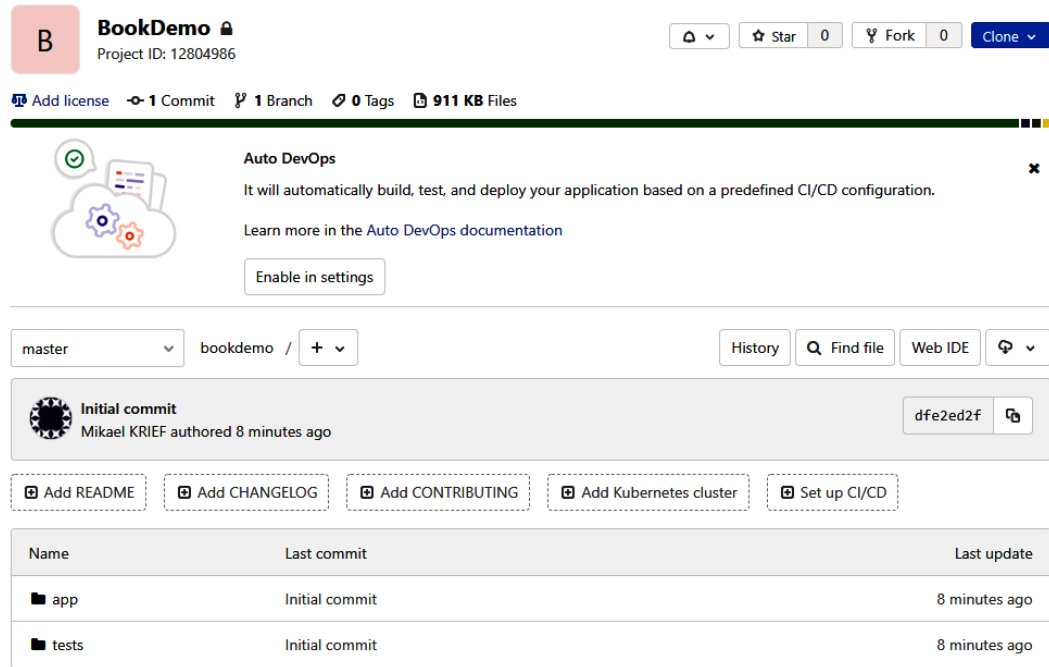 B
BookDemo
Project ID: 12804986
Star 0
Fork 0
Clone
Add license 1 Commit 1 Branch 0 Tags 911 KB Files
Auto DevOps
It will automatically build, test, and deploy your application based on a predefined CI/CD configuration.
Learn more in the Auto DevOps documentation
Enable in settings
master bookdemo / + History Find file Web IDE
Initial commit
Mikael KRIEF authored 8 minutes ago
dfe2ed2f
Add README Add CHANGELOG Add CONTRIBUTING Add Kubernetes cluster Set up CI/CD
Name Last commit Last update
app Initial commit 8 minutes ago
tests Initial commit 8 minutes ago